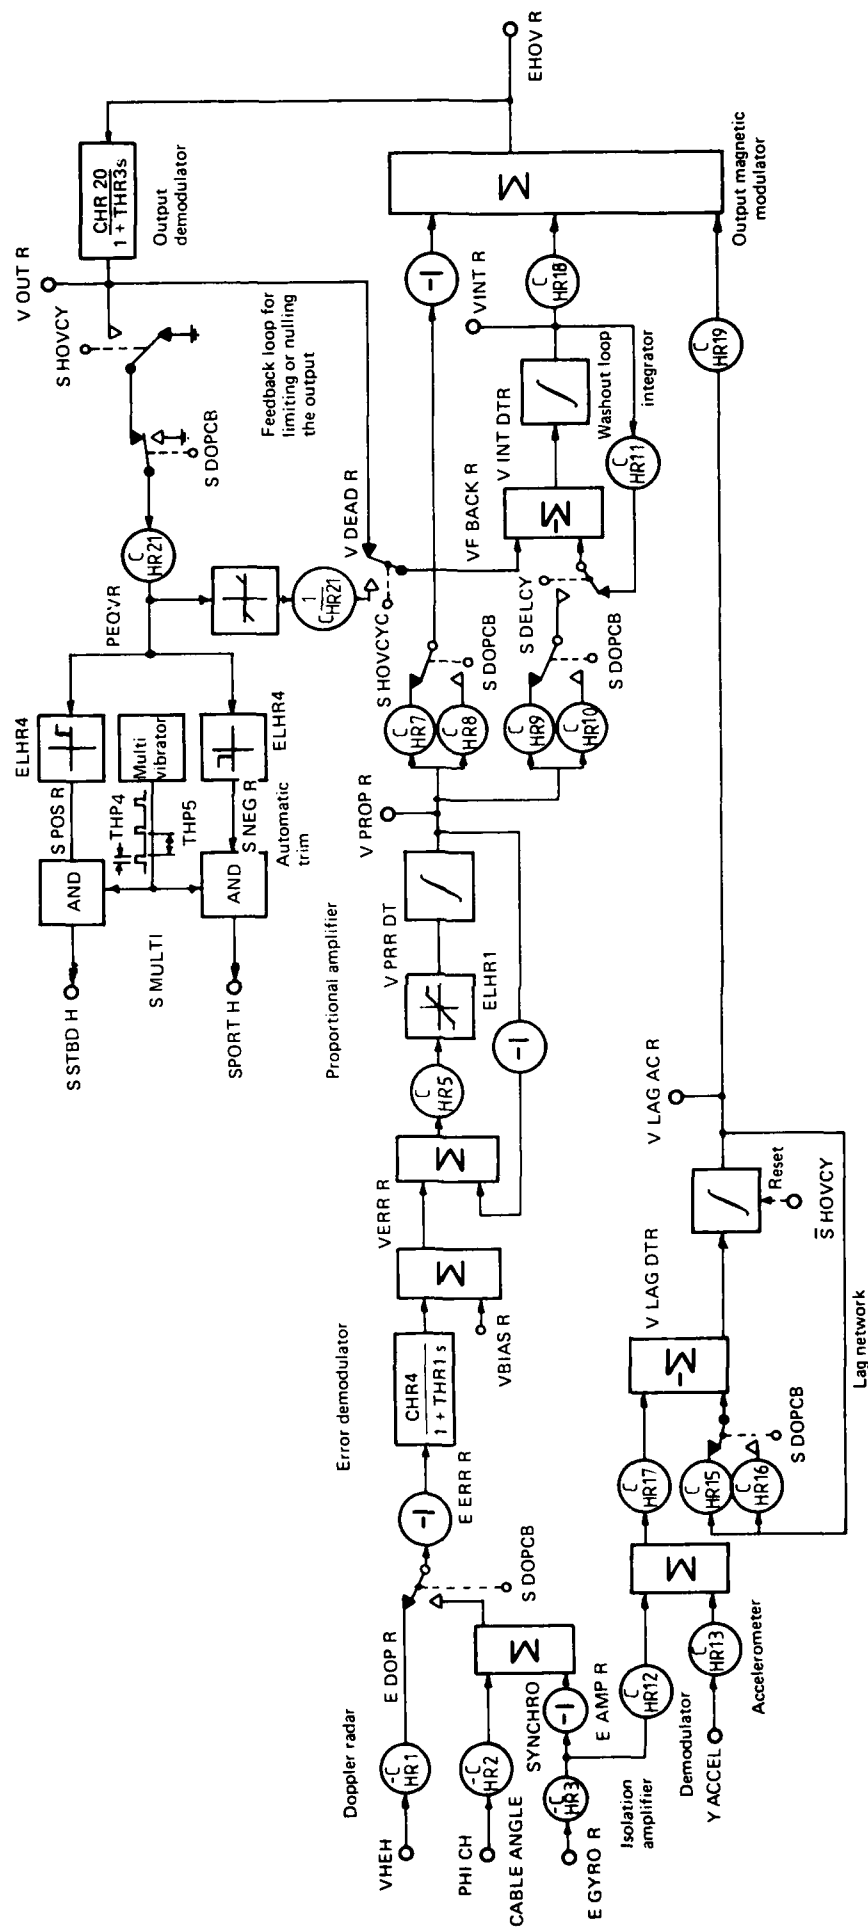 Doppler radar
VHEH
-C
HR1
E DOP R
PHI CH
-C
HR2
CABLE ANGLE
SYNCHRO
E GYRO R
-C
HR3
-1
E AMP R
Isolation
amplifier
Σ
S DOPCB
-1
E ERR R
Error demodulator
CHR4
1 + THR1 s
VBIAS R
Σ
VERR R
Σ
Proportional amplifier
C
HR5
ELHR1
V PRR DT
∫
-1
V PROP R
C
HR7
C
HR8
S DOPCB
C
HR9
C
HR10
S DOPCB
S DELCY
-1
VF BACK R
Σ-
V INT DTR
∫
Washout loop
integrator
C
HR11
VINT R
C
HR18
Σ
Output magnetic
modulator
EHOV R
C
HR12
Demodulator
Y ACCEL
C
HR13
Accelerometer
Σ
C
HR17
C
HR15
C
HR16
S DOPCB
Σ-
V LAG DTR
∫
Reset
S̄ HOVCY
Lag network
V LAG AC R
C
HR19
CHR 20
1 + THR3s
Output
demodulator
V OUT R
S HOVCY
S DOPCB
Feedback loop for
limiting or nulling
the output
C
HR21
PEQVR
1
CHR21
V DEAD R
S HOVCYC
ELHR4
S POS R
Multi
vibrator
THP4
THP5
ELHR4
S NEG R
Automatic
trim
AND
AND
S MULTI
S STBD H
SPORT H